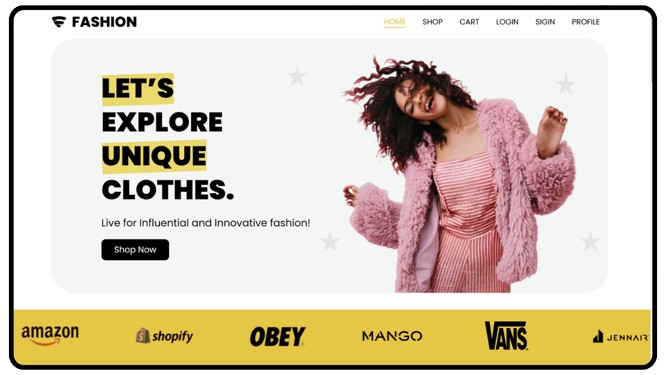 FASHION
HOME SHOP CART LOGIN SIGIN PROFILE
LET'S
EXPLORE
UNIQUE
CLOTHES.
Live for Influential and Innovative fashion!
Shop Now
amazon shopify OBEY MANGO VANS JENNAIR